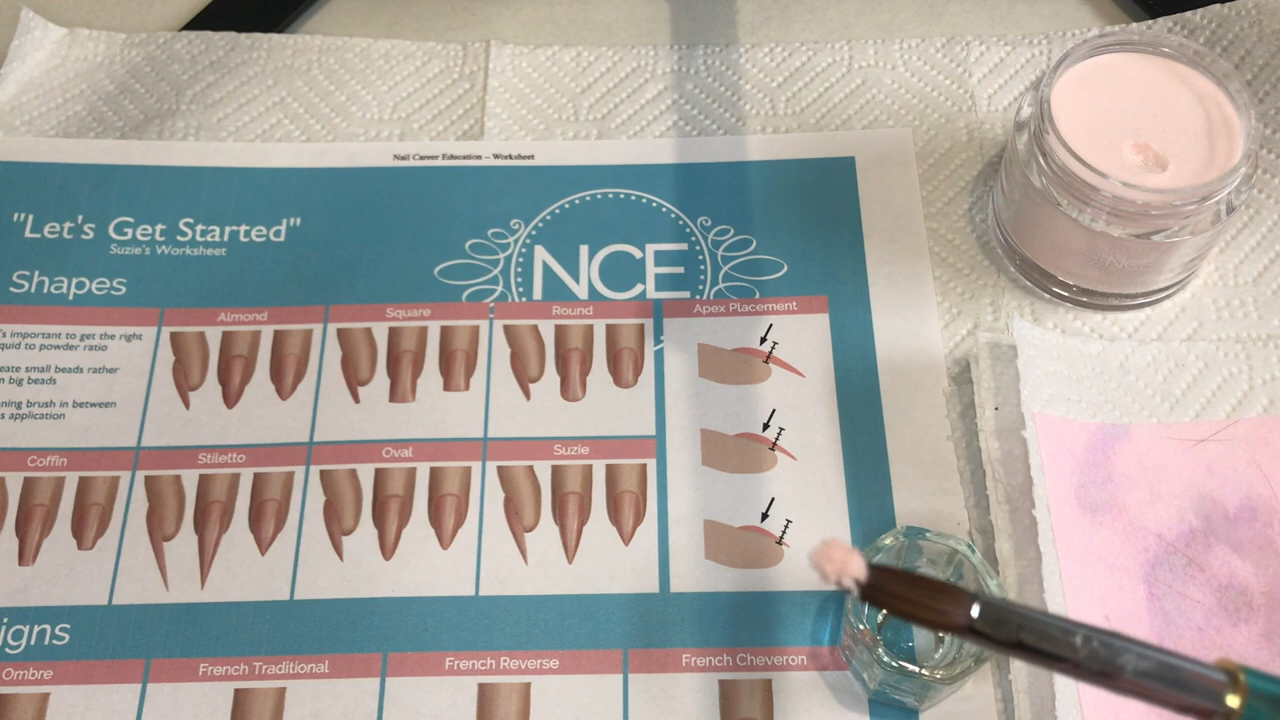 Nail Career Education – Worksheet
"Let's Get Started"
Suzie's Worksheet
NCE
Shapes
's important to get the right
quid to powder ratio
eate small beads rather
n big beads
ning brush in between
s application
Almond
Square
Round
Apex Placement
Coffin
Stiletto
Oval
Suzie
igns
Ombre
French Traditional
French Reverse
French Cheveron
NCE